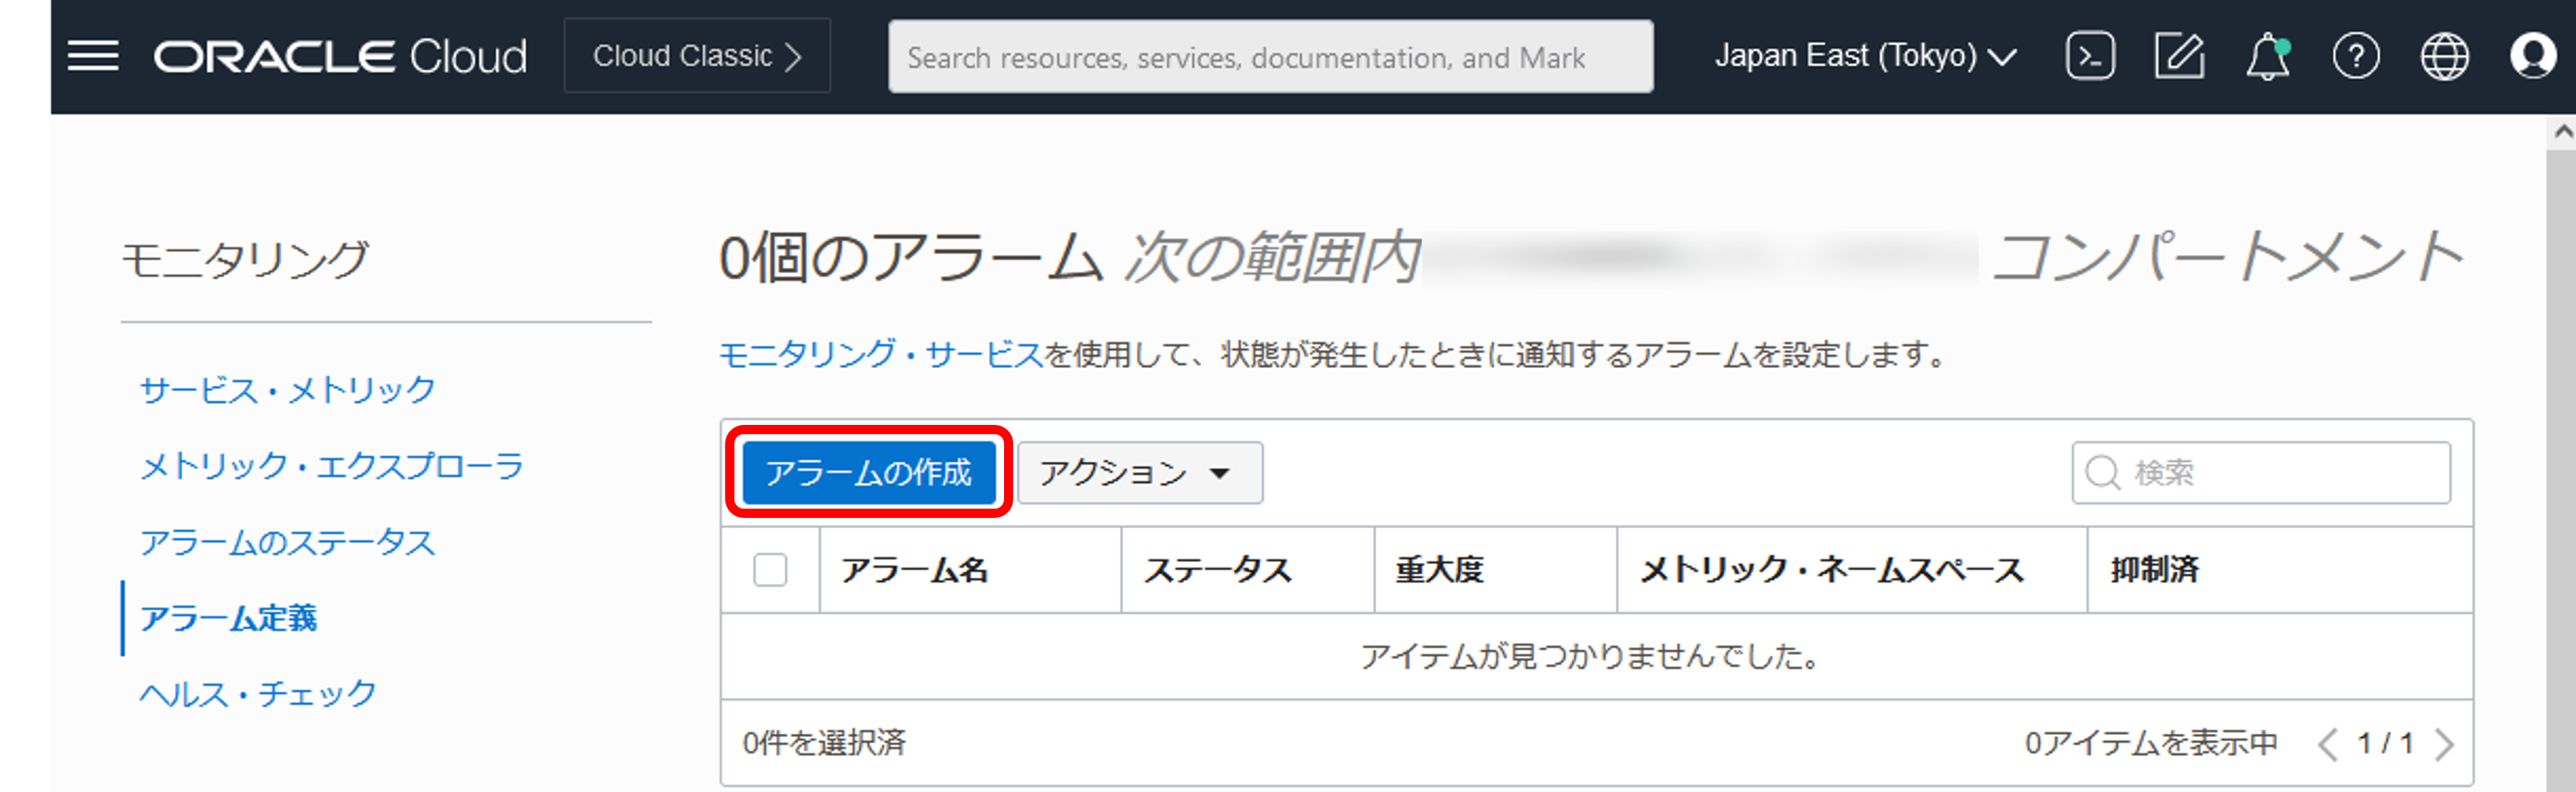 ORACLE Cloud
Cloud Classic
Search resources, services, documentation, and Mark
Japan East (Tokyo)
モニタリング
サービス・メトリック
メトリック・エクスプローラ
アラームのステータス
アラーム定義
ヘルス・チェック
0個のアラーム 次の範囲内 コンパートメント
モニタリング・サービスを使用して、状態が発生したときに通知するアラームを設定します。
アラームの作成 アクション 検索
アラーム名 ステータス 重大度 メトリック・ネームスペース 抑制済
アイテムが見つかりませんでした。
0件を選択済 0アイテムを表示中 1 / 1